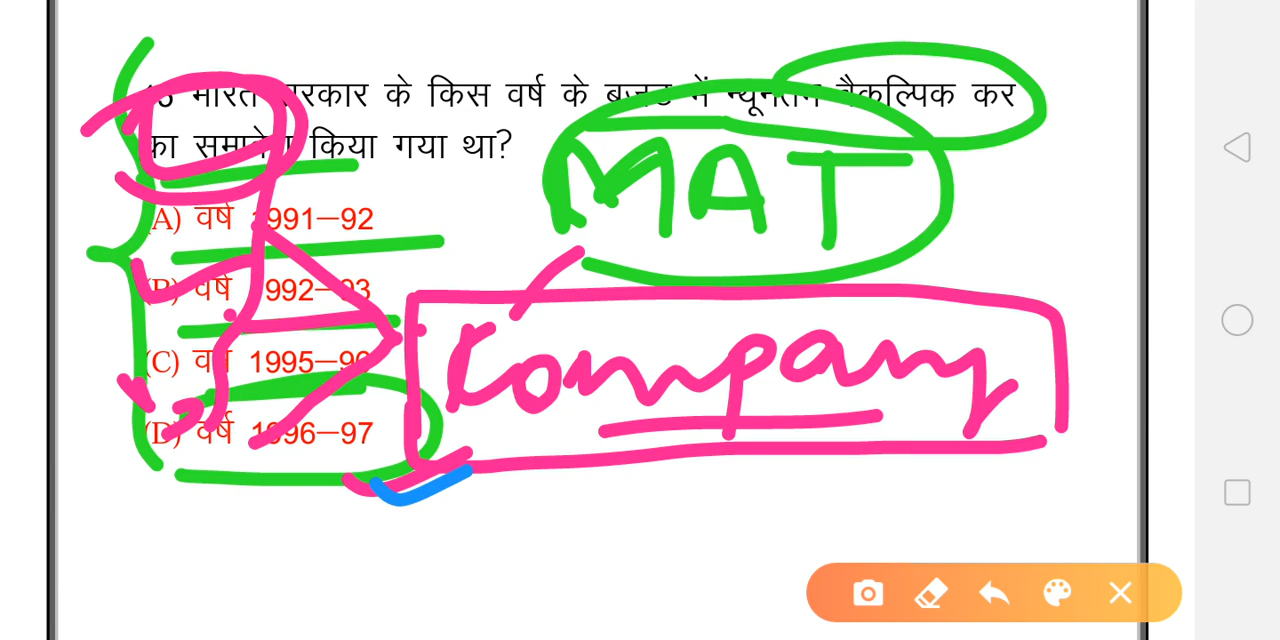 भारत सरकार के किस वर्ष के बजट में न्यूनतम वैकल्पिक कर
का समावेश किया गया था?
MAT
(A) वर्ष 1991–92
(B) वर्ष 1992–93
Company
(C) वर्ष 1995–96
(D) वर्ष 1996–97